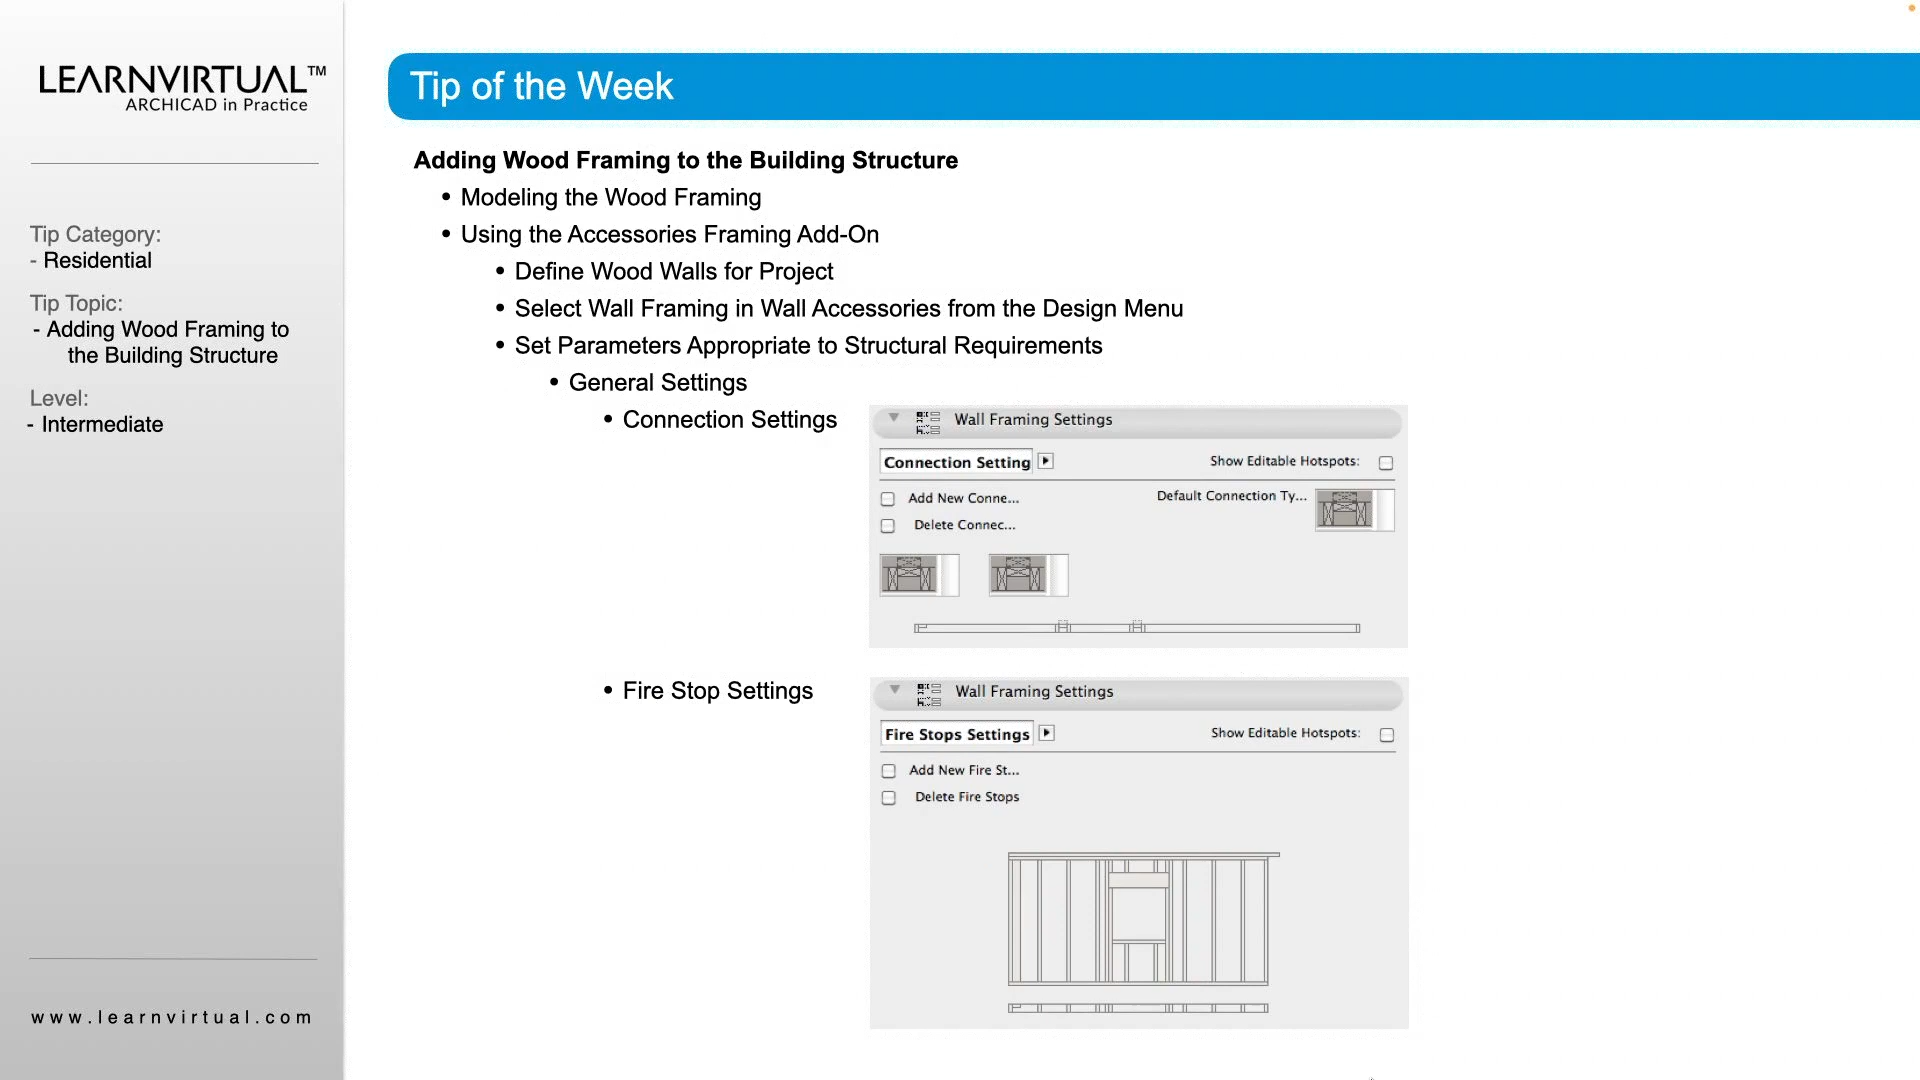 LEARNVIRTUAL™
ARCHICAD in Practice
Tip Category:
- Residential
Tip Topic:
- Adding Wood Framing to
the Building Structure
Level:
- Intermediate
www.learnvirtual.com
Tip of the Week
Adding Wood Framing to the Building Structure
• Modeling the Wood Framing
• Using the Accessories Framing Add-On
• Define Wood Walls for Project
• Select Wall Framing in Wall Accessories from the Design Menu
• Set Parameters Appropriate to Structural Requirements
• General Settings
• Connection Settings
Wall Framing Settings
Connection Setting
Show Editable Hotspots:
Add New Conne...
Default Connection Ty...
Delete Connec...
• Fire Stop Settings
Wall Framing Settings
Fire Stops Settings
Show Editable Hotspots:
Add New Fire St...
Delete Fire Stops